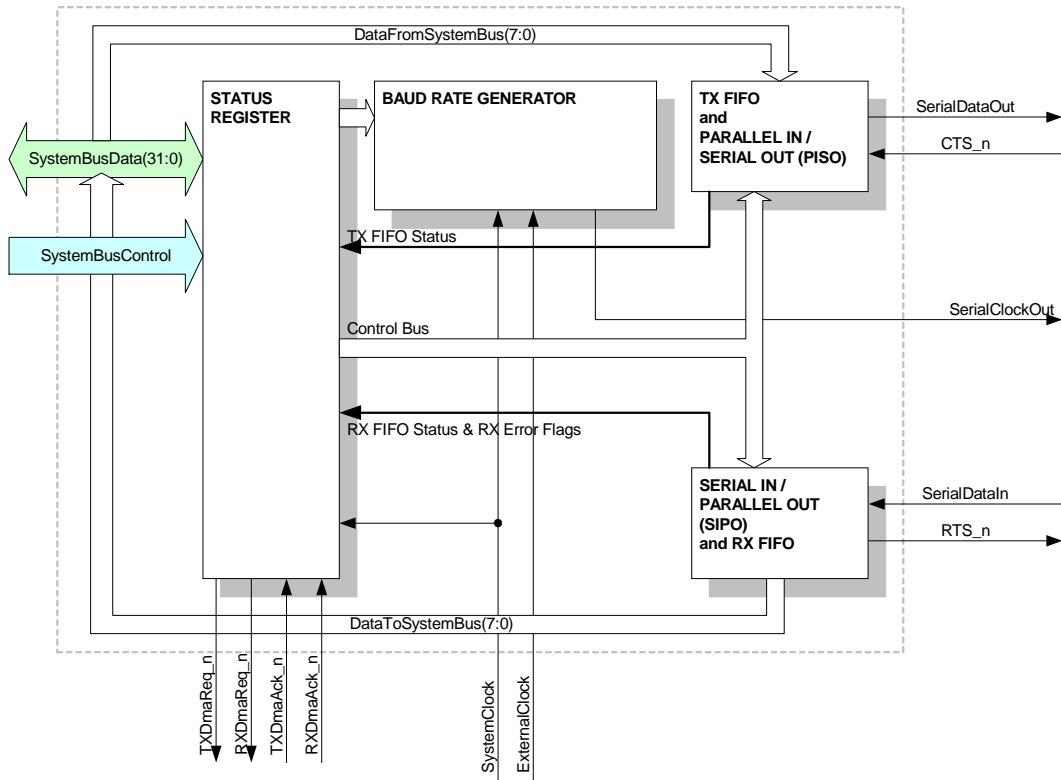 DataFromSystemBus(7:0)
STATUS
REGISTER
BAUD RATE GENERATOR
TX FIFO
and
PARALLEL IN /
SERIAL OUT (PISO)
SerialDataOut
CTS_n
SystemBusData(31:0)
TX FIFO Status
SystemBusControl
SerialClockOut
Control Bus
RX FIFO Status & RX Error Flags
SERIAL IN /
PARALLEL OUT
(SIPO)
and RX FIFO
SerialDataIn
RTS_n
DataToSystemBus(7:0)
TXDmaReq_n
RXDmaReq_n
TXDmaAck_n
RXDmaAck_n
SystemClock
ExternalClock